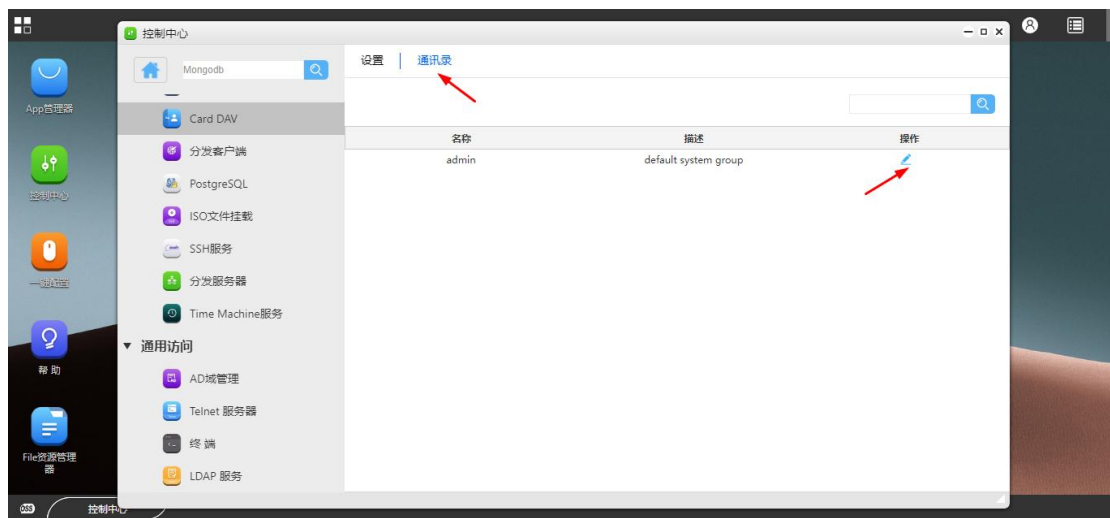 控制中心
App管理器
控制中心
一键配置
帮 助
File资源管理
器
Mongodb
Card DAV
分发客户端
PostgreSQL
ISO文件挂载
SSH服务
分发服务器
Time Machine服务
通用访问
AD域管理
Telnet 服务器
终 端
LDAP 服务
设置
通讯录
名称 描述 操作
admin default system group
控制中心